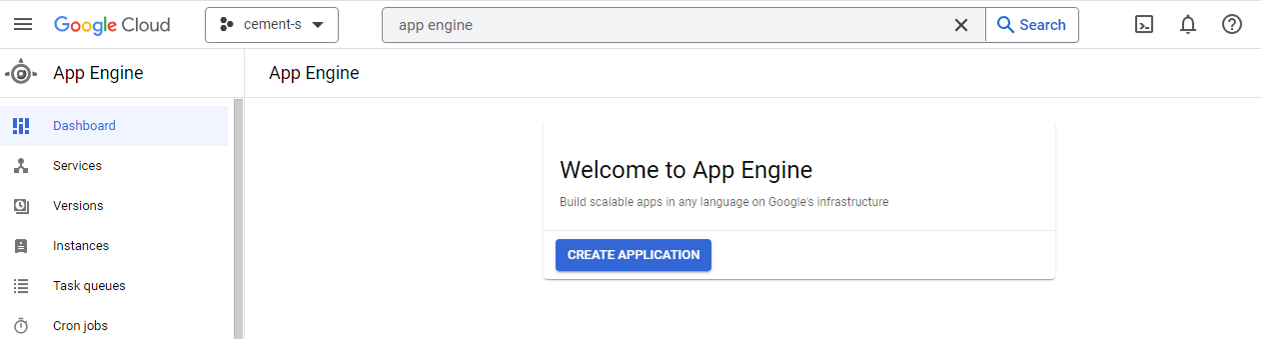 Google Cloud
cement-s
app engine
Search
App Engine
App Engine
Dashboard
Services
Versions
Instances
Task queues
Cron jobs
Welcome to App Engine
Build scalable apps in any language on Google's infrastructure
CREATE APPLICATION